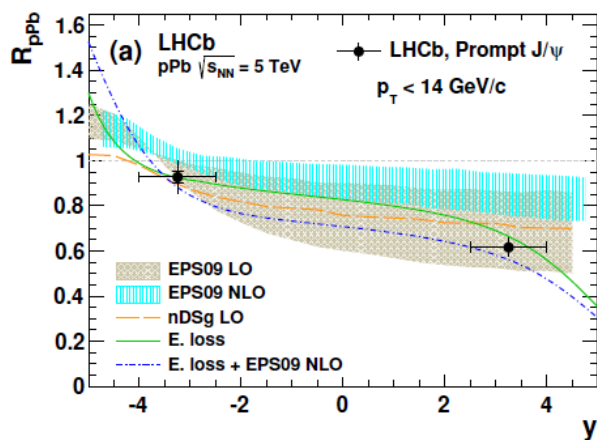 R_pPb
1.6
1.4
1.2
1
0.8
0.6
0.4
0.2
0
(a) LHCb
pPb √s_NN = 5 TeV
LHCb, Prompt J/ψ
p_T < 14 GeV/c
EPS09 LO
EPS09 NLO
nDSg LO
E. loss
E. loss + EPS09 NLO
-4 -2 0 2 4
y